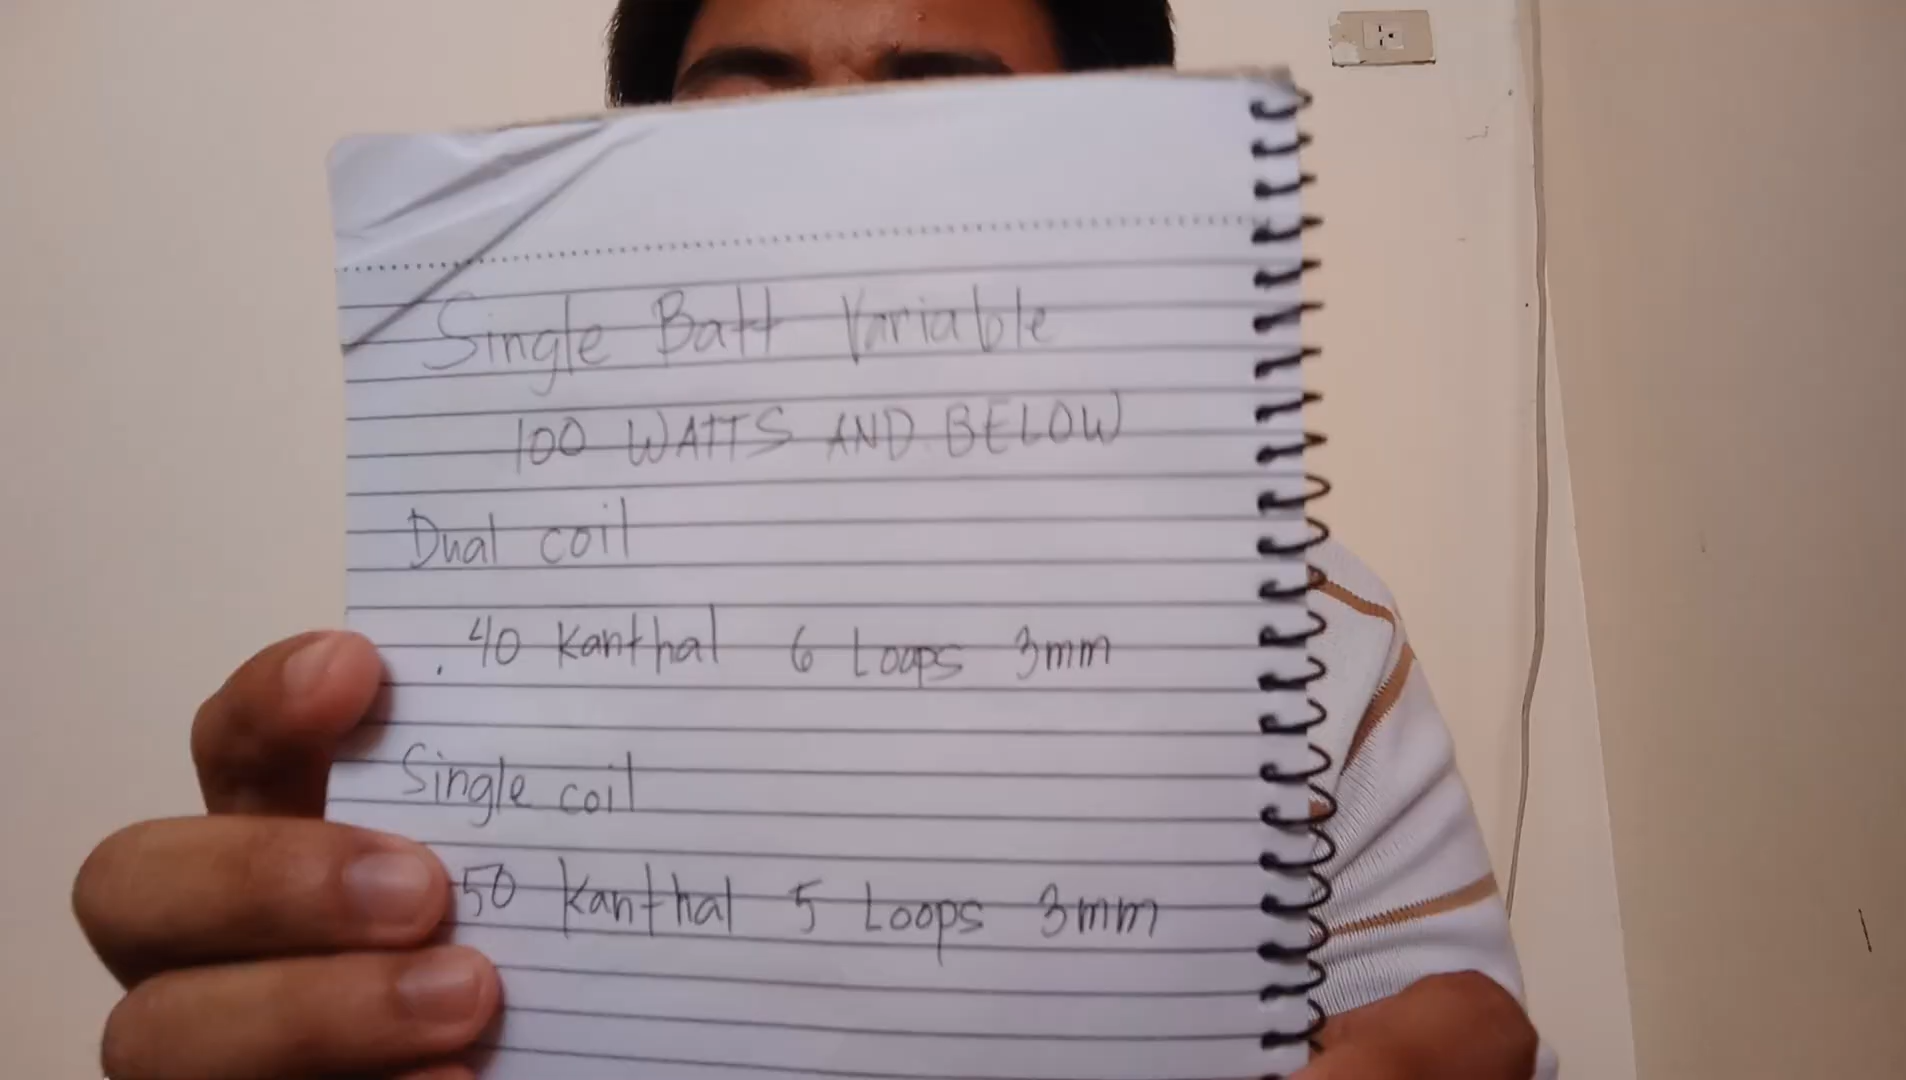 Single Batt Variable
100 WATTS AND BELOW
Dual coil
.40 Kanthal 6 Loops 3mm
Single coil
50 Kanthal 5 Loops 3mm